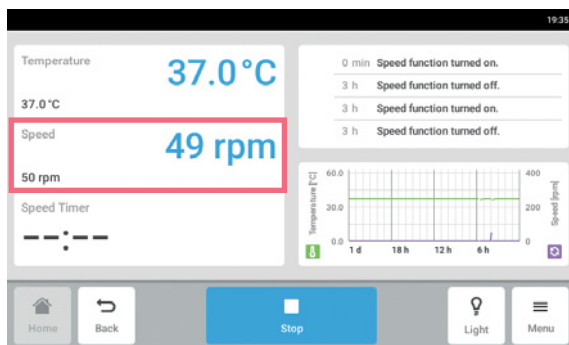 19:35
Temperature
37.0°C
37.0°C
Speed
49 rpm
50 rpm
Speed Timer
--:--
0 min Speed function turned on.
3 h Speed function turned off.
3 h Speed function turned on.
3 h Speed function turned off.
Temperature [°C]
60.0
30.0
0.0
1 d 18 h 12 h 6 h
400
200
0
Speed [rpm]
Home
Back
Stop
Light
Menu